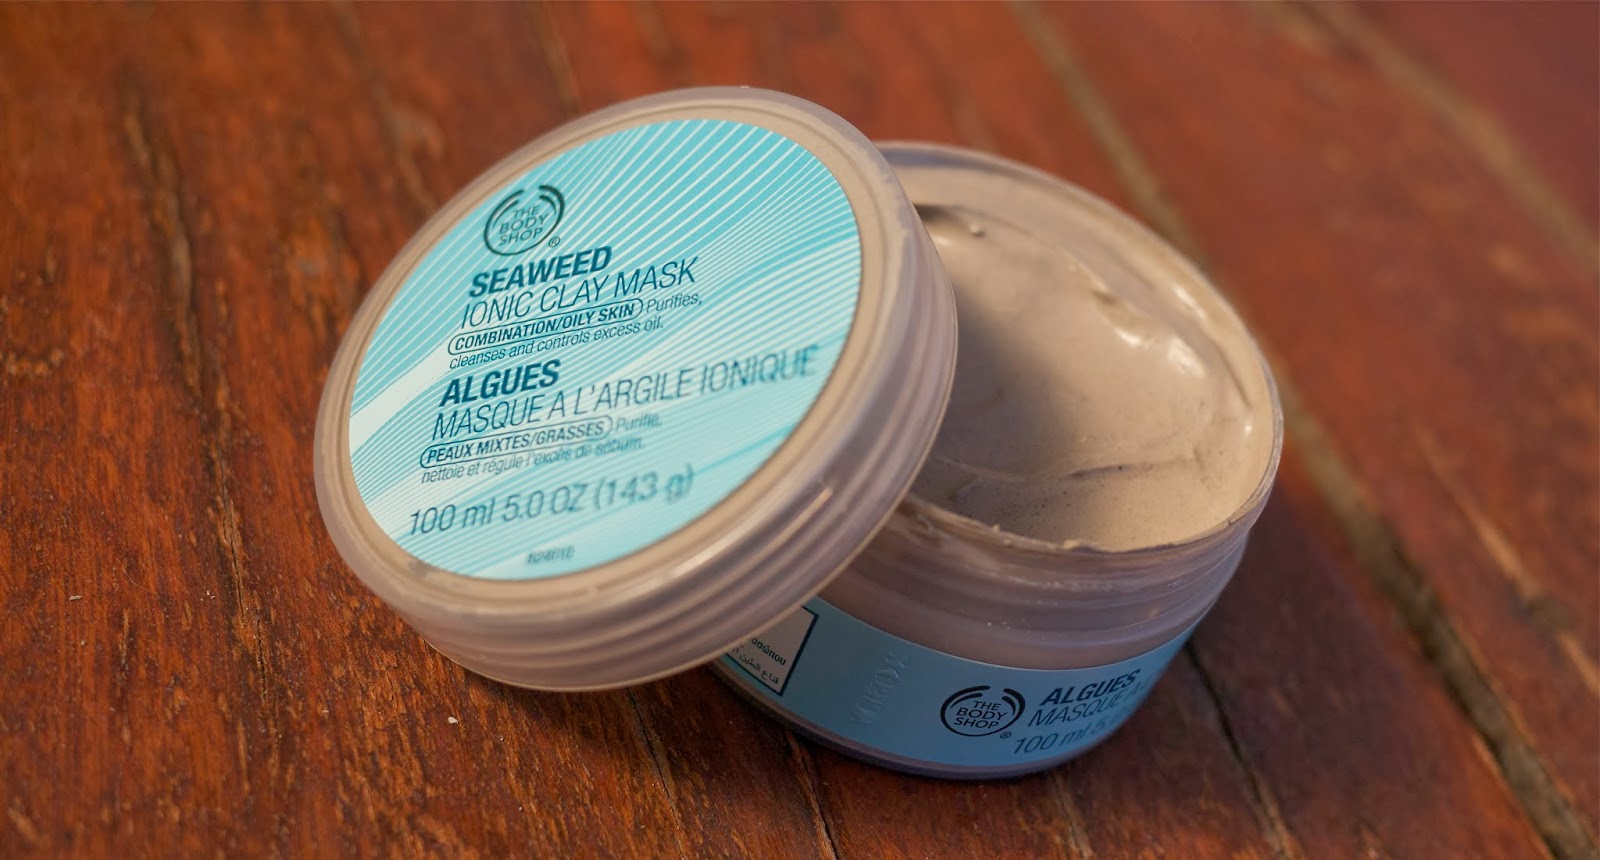 THE
BODY
SHOP
®
SEAWEED
IONIC CLAY MASK
COMBINATION/OILY SKIN Purifies,
cleanses and controls excess oil.
ALGUES
MASQUE A L'ARGILE IONIQUE
PEAUX MIXTES/GRASSES Purifie,
nettoie et régule l'excès de sébum.
100 ml 5.0 OZ (143 g)
THE
BODY
SHOP
®
ALGUES
MASQUE A
100 ml 5